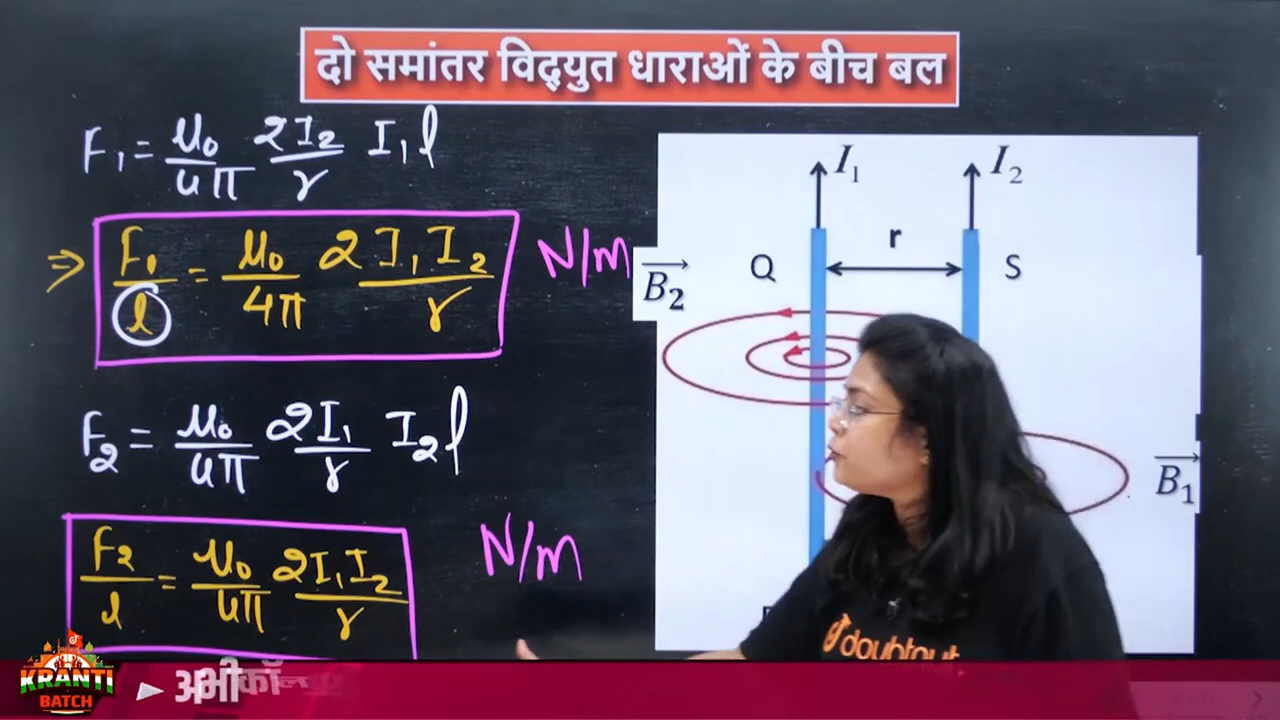 दो समांतर विद्युत धाराओं के बीच बल
F₁ = μ₀/4π 2I₂/r I₁l
⇒ F₁/l = μ₀/4π 2I₁I₂/r N/m
F₂ = μ₀/4π 2I₁/r I₂l
F₂/l = μ₀/4π 2I₁I₂/r N/m
I₁ I₂
r
Q S
B₂
B₁
doubtnut
KRANTI
BATCH
अभी कॉल